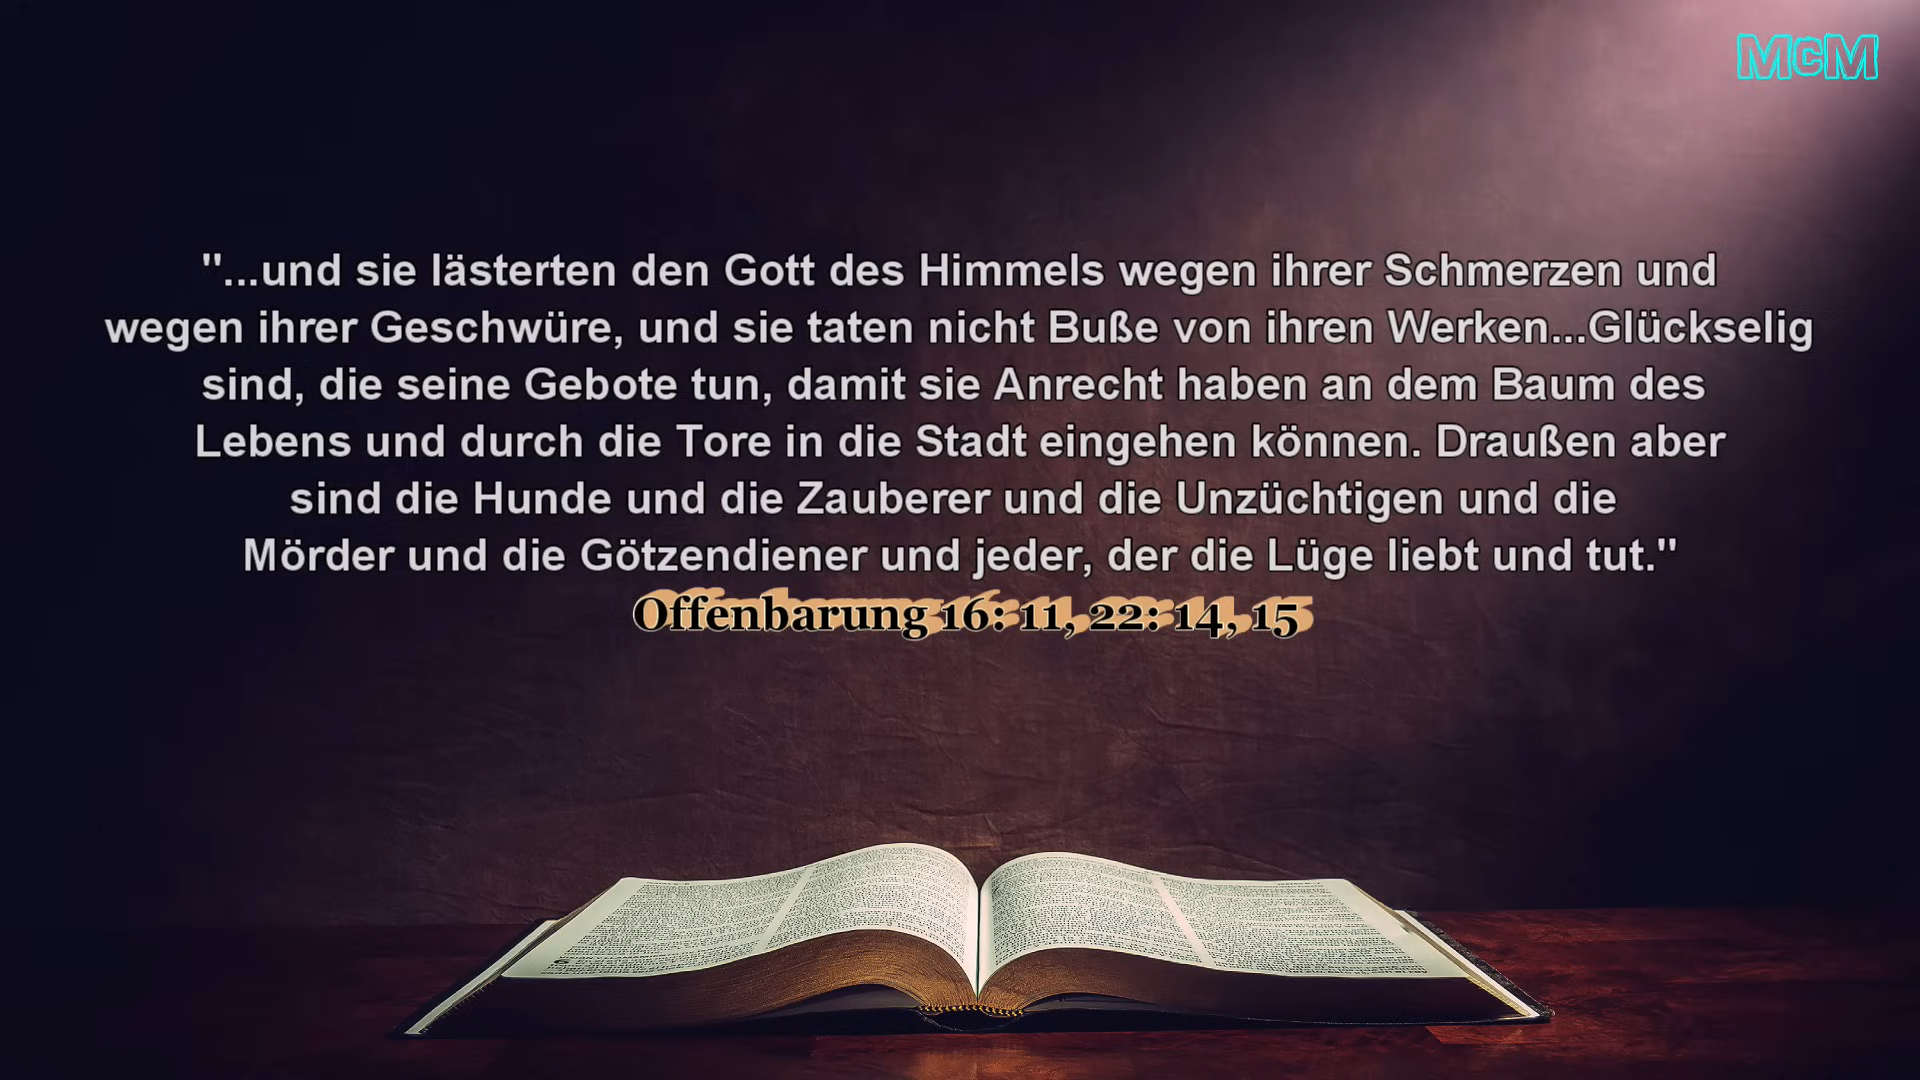 McM
"...und sie lästerten den Gott des Himmels wegen ihrer Schmerzen und
wegen ihrer Geschwüre, und sie taten nicht Buße von ihren Werken...Glückselig
sind, die seine Gebote tun, damit sie Anrecht haben an dem Baum des
Lebens und durch die Tore in die Stadt eingehen können. Draußen aber
sind die Hunde und die Zauberer und die Unzüchtigen und die
Mörder und die Götzendiener und jeder, der die Lüge liebt und tut."
Offenbarung 16: 11, 22: 14, 15